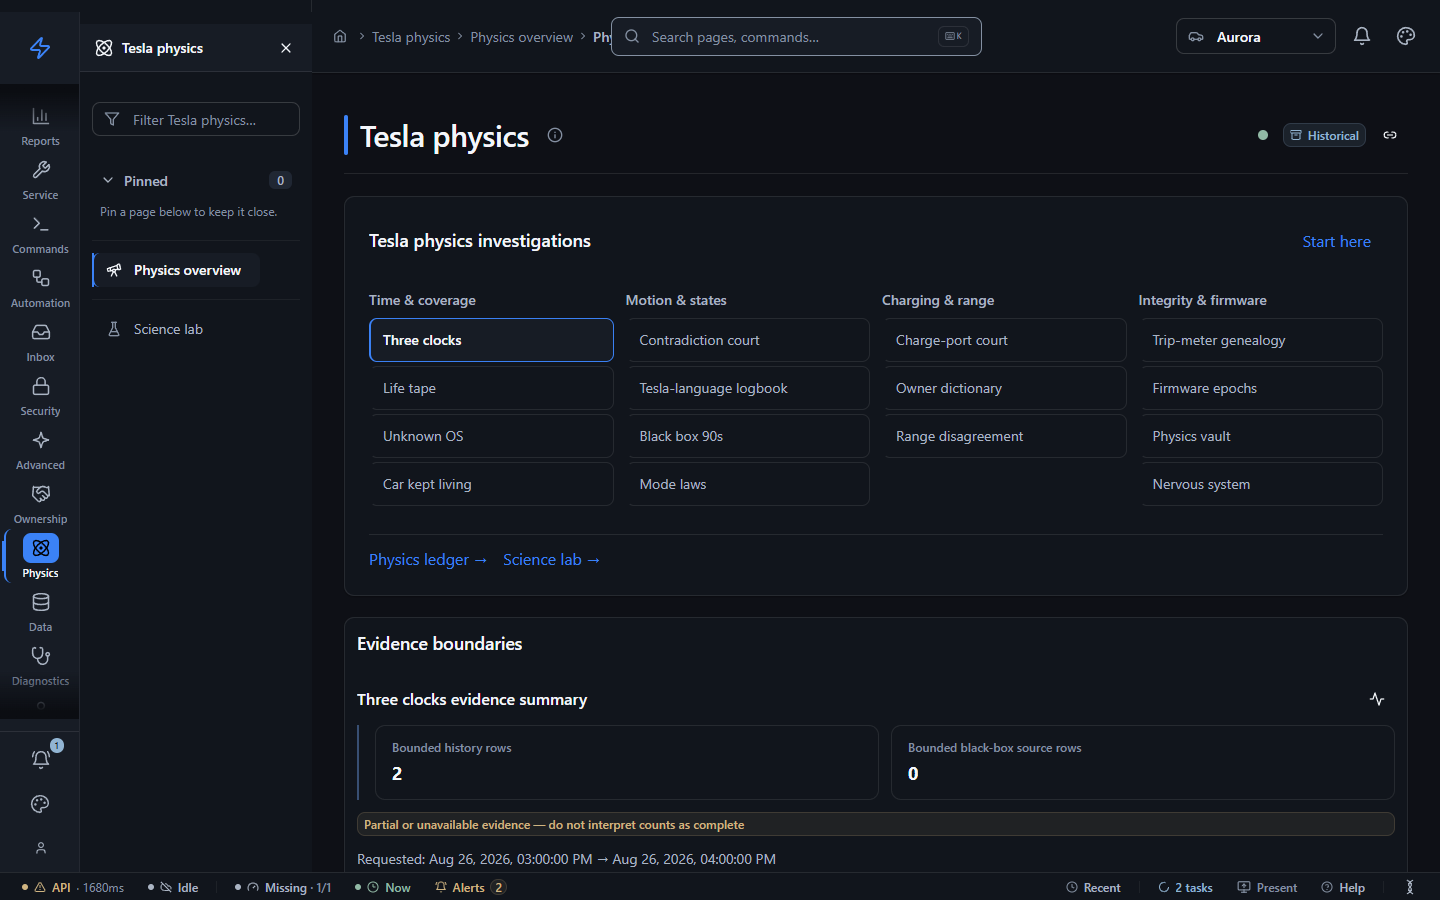 Tesla physics
Tesla physics
Physics overview
Search pages, commands...
K
Aurora
Reports
Service
Commands
Automation
Inbox
Security
Advanced
Ownership
Physics
Data
Diagnostics
1
Filter Tesla physics...
Pinned
0
Pin a page below to keep it close.
Physics overview
Science lab
Tesla physics
Historical
Tesla physics investigations
Start here
Time & coverage
Three clocks
Life tape
Unknown OS
Car kept living
Motion & states
Contradiction court
Tesla-language logbook
Black box 90s
Mode laws
Charging & range
Charge-port court
Owner dictionary
Range disagreement
Integrity & firmware
Trip-meter genealogy
Firmware epochs
Physics vault
Nervous system
Physics ledger →
Science lab →
Evidence boundaries
Three clocks evidence summary
Bounded history rows
2
Bounded black-box source rows
0
Partial or unavailable evidence — do not interpret counts as complete
Requested: Aug 26, 2026, 03:00:00 PM → Aug 26, 2026, 04:00:00 PM
API · 1680ms
Idle
Missing · 1/1
Now
Alerts 2
Recent
2 tasks
Present
Help